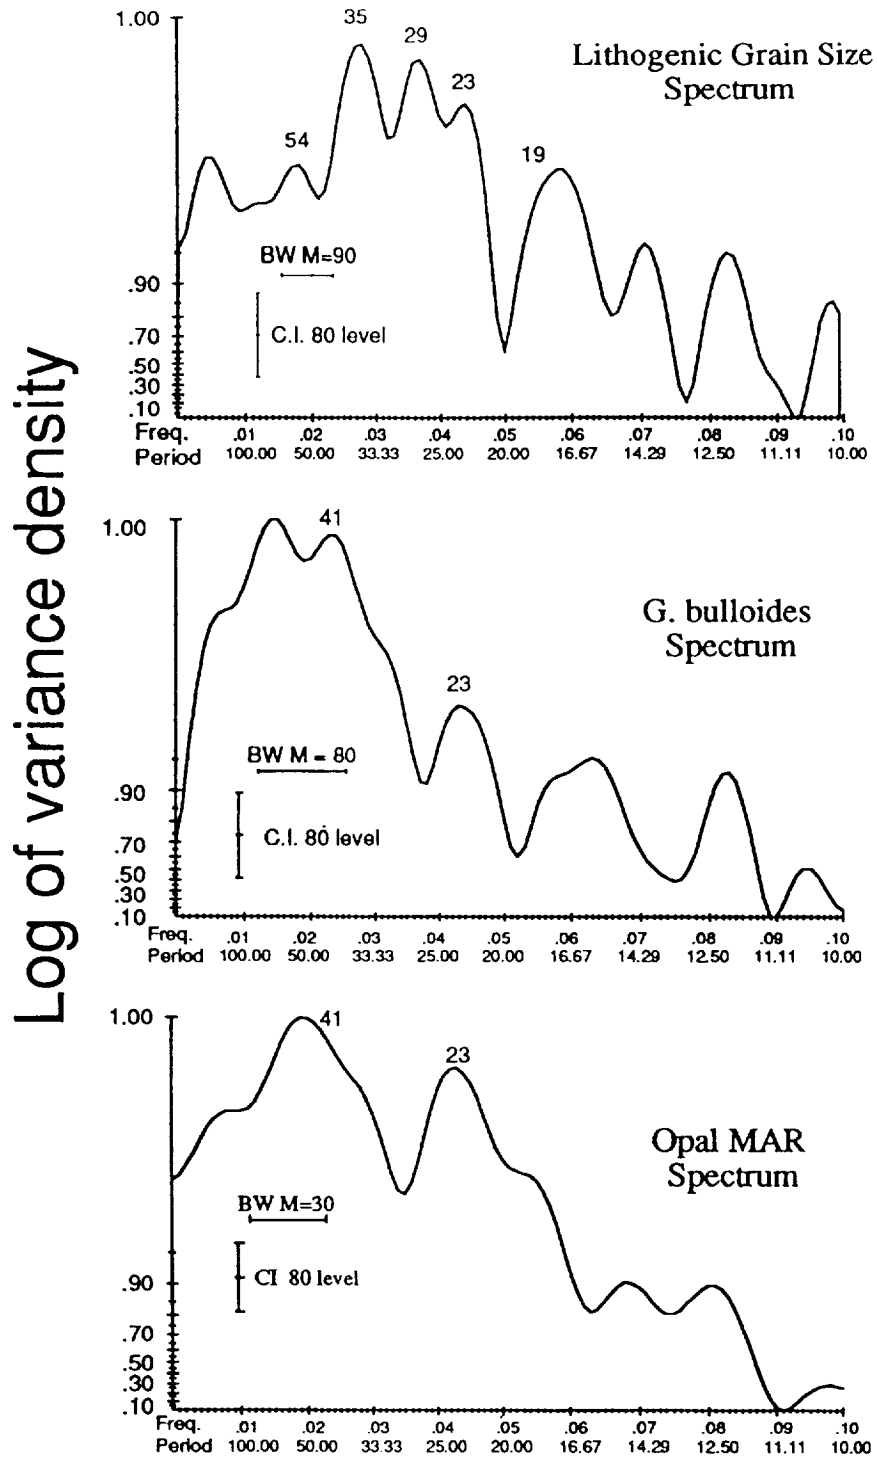 Log of variance density
35
1.00
29
Lithogenic Grain Size
Spectrum
23
54
19
BW M=90
.90
C.I. 80 level
.70
.50
.30
.10
Freq. .01 .02 .03 .04 .05 .06 .07 .08 .09 .10
Period 100.00 50.00 33.33 25.00 20.00 16.67 14.29 12.50 11.11 10.00
1.00
41
G. bulloides
Spectrum
23
BW M = 80
.90
C.I. 80 level
.70
.50
.30
.10
Freq. .01 .02 .03 .04 .05 .06 .07 .08 .09 .10
Period 100.00 50.00 33.33 25.00 20.00 16.67 14.29 12.50 11.11 10.00
1.00
41
23
Opal MAR
Spectrum
BW M=30
CI 80 level
.90
.70
.50
.30
.10
Freq. .01 .02 .03 .04 .05 .06 .07 .08 .09 .10
Period 100.00 50.00 33.33 25.00 20.00 16.67 14.29 12.50 11.11 10.00